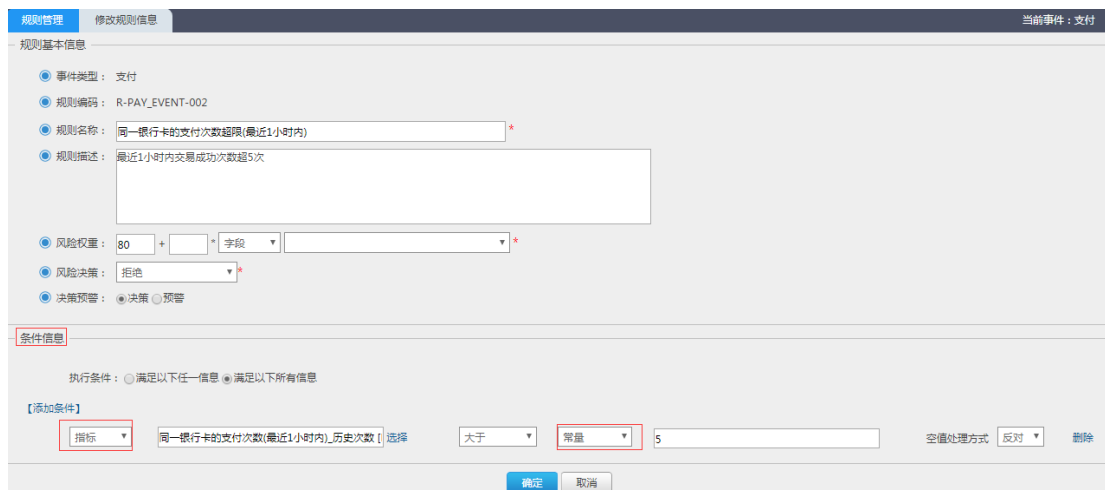 规则管理 修改规则信息 当前事件：支付
规则基本信息
事件类型： 支付
规则编码： R-PAY_EVENT-002
规则名称： 同一银行卡的支付次数超限(最近1小时内) *
规则描述： 最近1小时内交易成功次数超5次
风险权重： 80 + * 字段 *
风险决策： 拒绝 *
决策预警： 决策 预警
条件信息
执行条件： 满足以下任一信息 满足以下所有信息
【添加条件】
指标 同一银行卡的支付次数(最近1小时内)_历史次数 [ 选择 大于 常量 5 空值处理方式 反对 删除
确定 取消